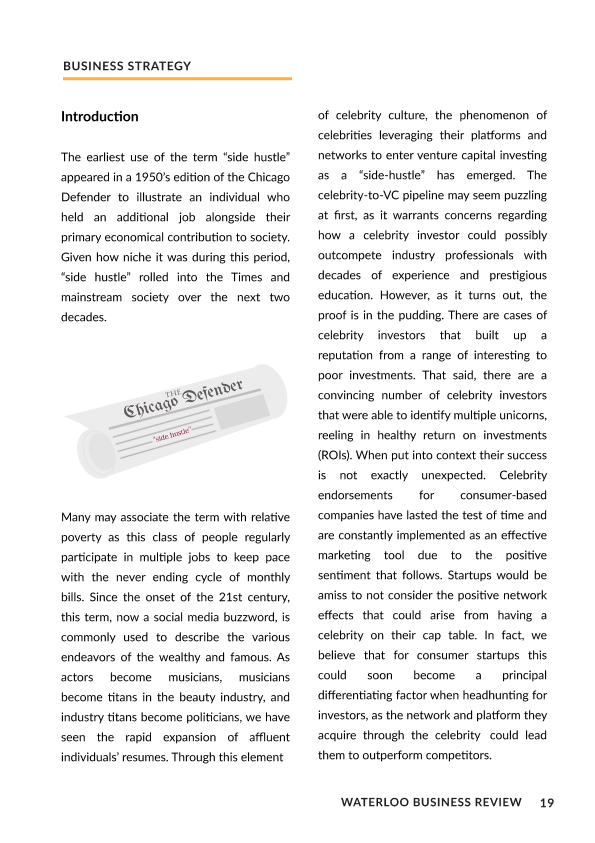 BUSINESS STRATEGY
Introduction
The earliest use of the term “side hustle”
appeared in a 1950’s edition of the Chicago
Defender to illustrate an individual who
held an additional job alongside their
primary economical contribution to society.
Given how niche it was during this period,
“side hustle” rolled into the Times and
mainstream society over the next two
decades.
THE
Chicago Defender
“side hustle”
Many may associate the term with relative
poverty as this class of people regularly
participate in multiple jobs to keep pace
with the never ending cycle of monthly
bills. Since the onset of the 21st century,
this term, now a social media buzzword, is
commonly used to describe the various
endeavors of the wealthy and famous. As
actors become musicians, musicians
become titans in the beauty industry, and
industry titans become politicians, we have
seen the rapid expansion of affluent
individuals’ resumes. Through this element
of celebrity culture, the phenomenon of
celebrities leveraging their platforms and
networks to enter venture capital investing
as a “side-hustle” has emerged. The
celebrity-to-VC pipeline may seem puzzling
at first, as it warrants concerns regarding
how a celebrity investor could possibly
outcompete industry professionals with
decades of experience and prestigious
education. However, as it turns out, the
proof is in the pudding. There are cases of
celebrity investors that built up a
reputation from a range of interesting to
poor investments. That said, there are a
convincing number of celebrity investors
that were able to identify multiple unicorns,
reeling in healthy return on investments
(ROIs). When put into context their success
is not exactly unexpected. Celebrity
endorsements for consumer-based
companies have lasted the test of time and
are constantly implemented as an effective
marketing tool due to the positive
sentiment that follows. Startups would be
amiss to not consider the positive network
effects that could arise from having a
celebrity on their cap table. In fact, we
believe that for consumer startups this
could soon become a principal
differentiating factor when headhunting for
investors, as the network and platform they
acquire through the celebrity could lead
them to outperform competitors.
WATERLOO BUSINESS REVIEW 19